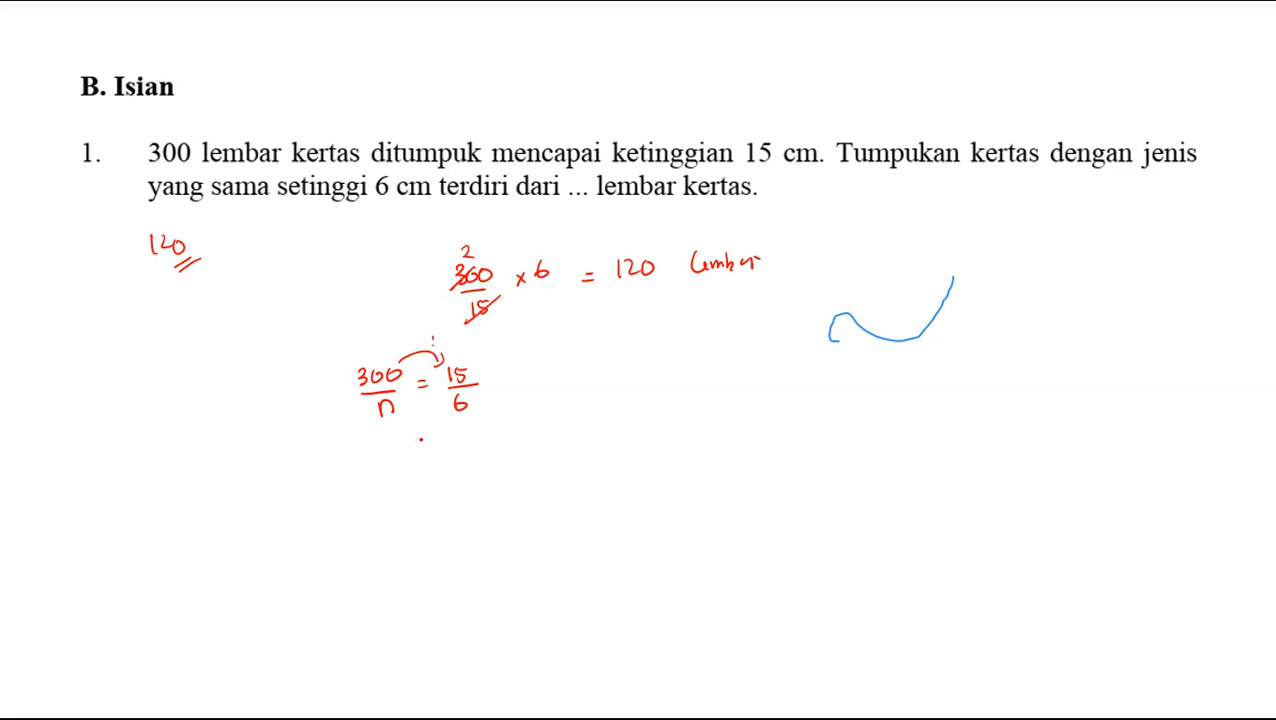 B. Isian
1. 300 lembar kertas ditumpuk mencapai ketinggian 15 cm. Tumpukan kertas dengan jenis
yang sama setinggi 6 cm terdiri dari ... lembar kertas.
120
2
300/15 × 6 = 120 lembar
300/n = 15/6